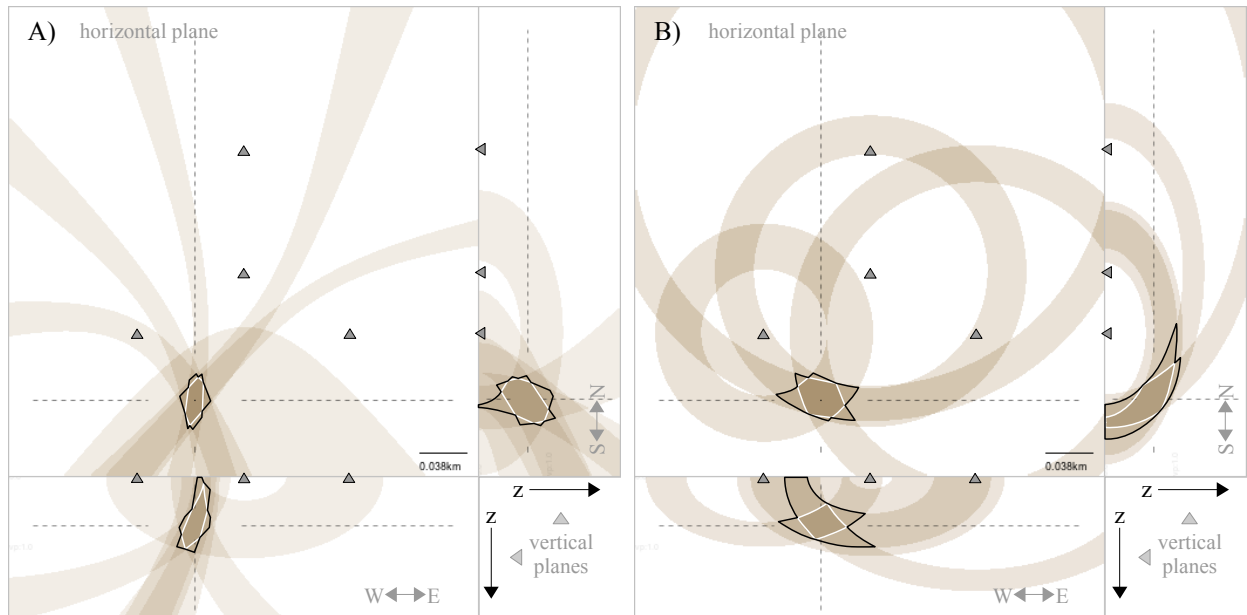 A)
horizontal plane
N
S
0.038km
z
z
vertical
planes
W
E
B)
horizontal plane
N
S
0.038km
z
z
vertical
planes
W
E